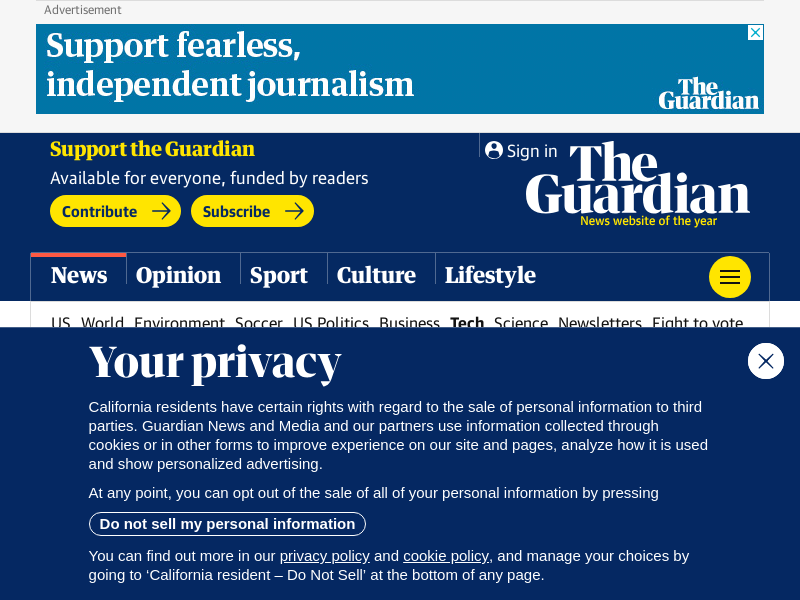 Advertisement
Support fearless,
independent journalism
The
Guardian
Support the Guardian
Available for everyone, funded by readers
Contribute
Subscribe
Sign in
The
Guardian
News website of the year
News
Opinion
Sport
Culture
Lifestyle
US World Environment Soccer US Politics Business Tech Science Newsletters Fight to vote
Your privacy
California residents have certain rights with regard to the sale of personal information to third
parties. Guardian News and Media and our partners use information collected through
cookies or in other forms to improve experience on our site and pages, analyze how it is used
and show personalized advertising.
At any point, you can opt out of the sale of all of your personal information by pressing
Do not sell my personal information
You can find out more in our privacy policy and cookie policy, and manage your choices by
going to ‘California resident – Do Not Sell’ at the bottom of any page.